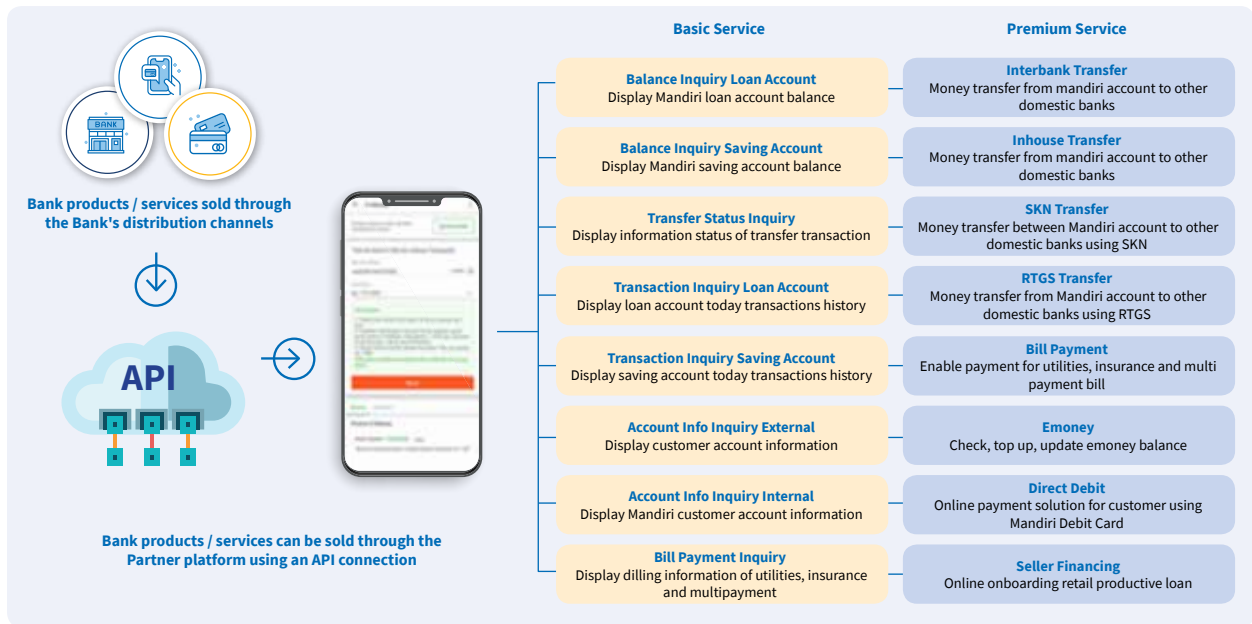 BANK
Bank products / services sold through
the Bank's distribution channels
API
Bank products / services can be sold through the
Partner platform using an API connection
Basic Service
Balance Inquiry Loan Account
Display Mandiri loan account balance
Balance Inquiry Saving Account
Display Mandiri saving account balance
Transfer Status Inquiry
Display information status of transfer transaction
Transaction Inquiry Loan Account
Display loan account today transactions history
Transaction Inquiry Saving Account
Display saving account today transactions history
Account Info Inquiry External
Display customer account information
Account Info Inquiry Internal
Display Mandiri customer account information
Bill Payment Inquiry
Display dilling information of utilities, insurance
and multipayment
Premium Service
Interbank Transfer
Money transfer from mandiri account to other
domestic banks
Inhouse Transfer
Money transfer from mandiri account to other
domestic banks
SKN Transfer
Money transfer between Mandiri account to other
domestic banks using SKN
RTGS Transfer
Money transfer from Mandiri account to other
domestic banks using RTGS
Bill Payment
Enable payment for utilities, insurance and multi
payment bill
Emoney
Check, top up, update emoney balance
Direct Debit
Online payment solution for customer using
Mandiri Debit Card
Seller Financing
Online onboarding retail productive loan